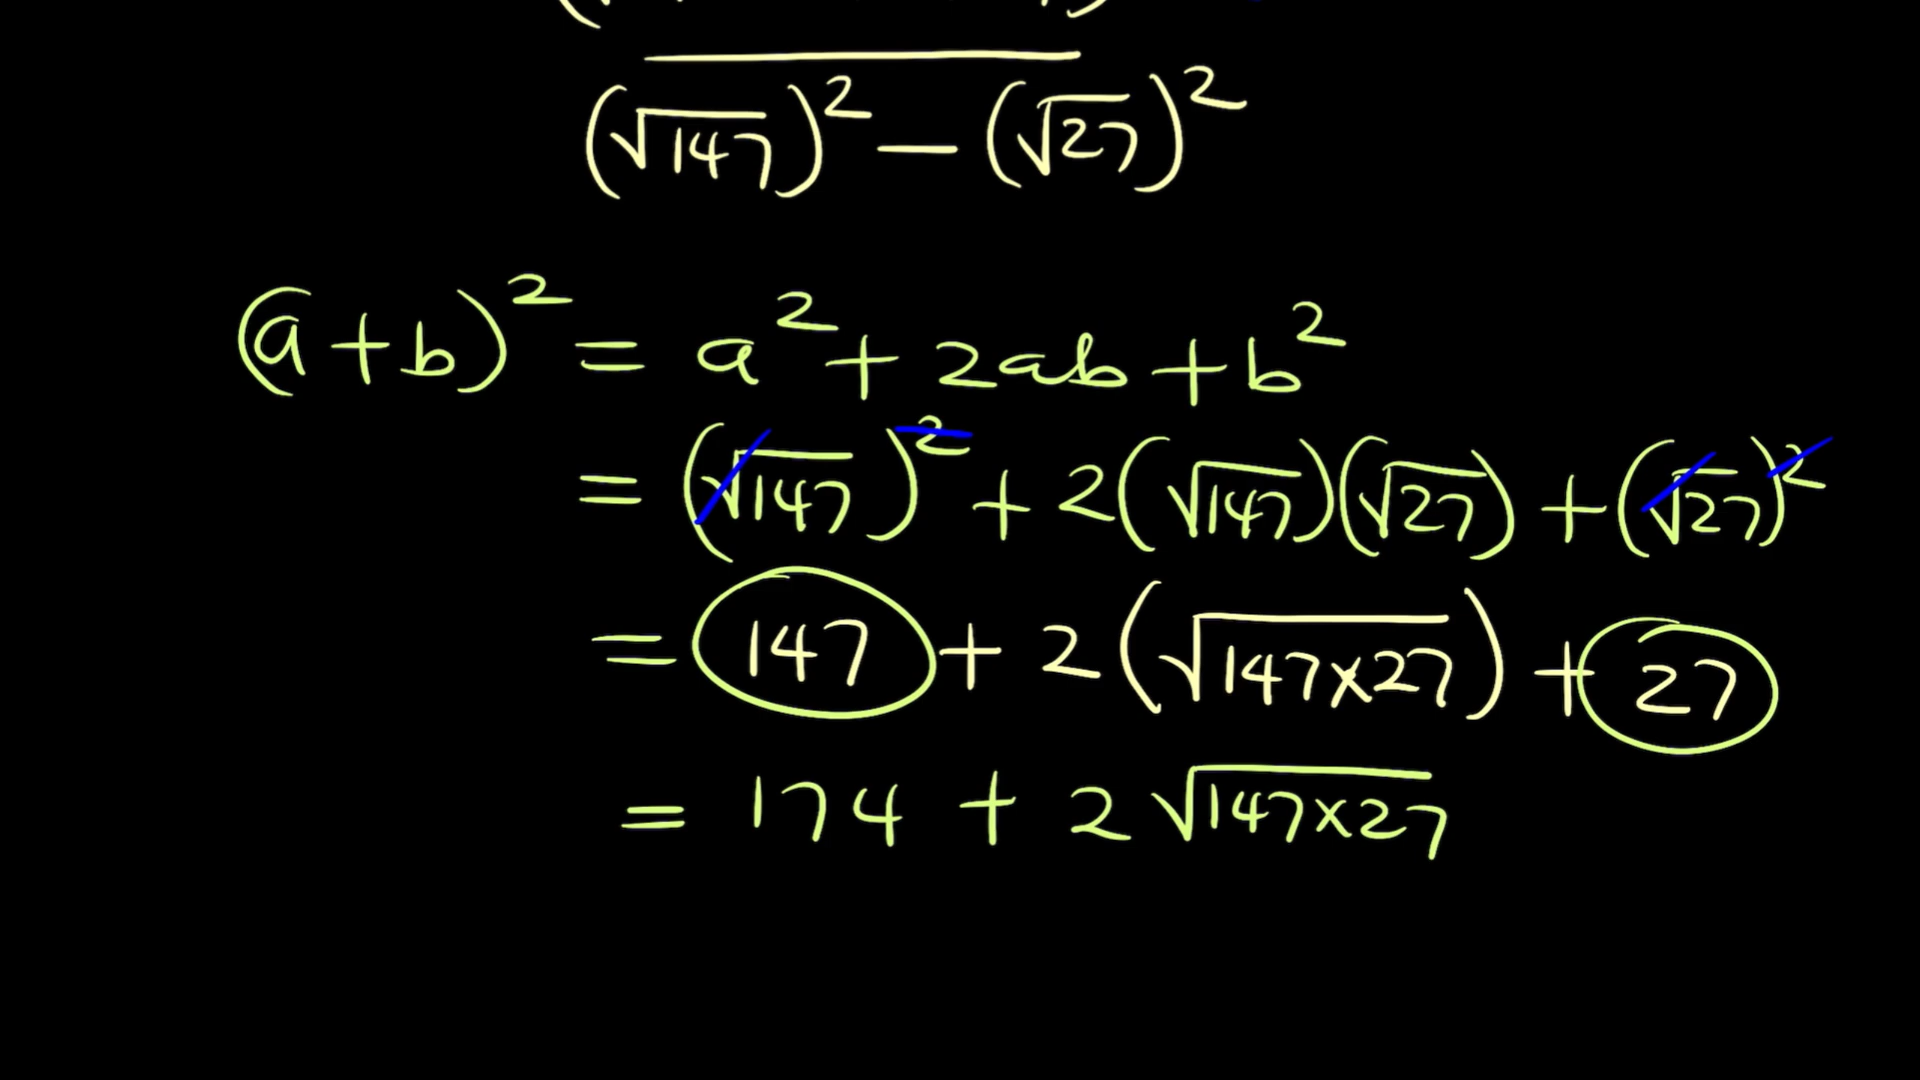 (√147)² − (√27)²
(a+b)² = a² + 2ab + b²
= (√147)² + 2(√147)(√27) + (√27)²
= 147 + 2(√147×27) + 27
= 174 + 2√147×27